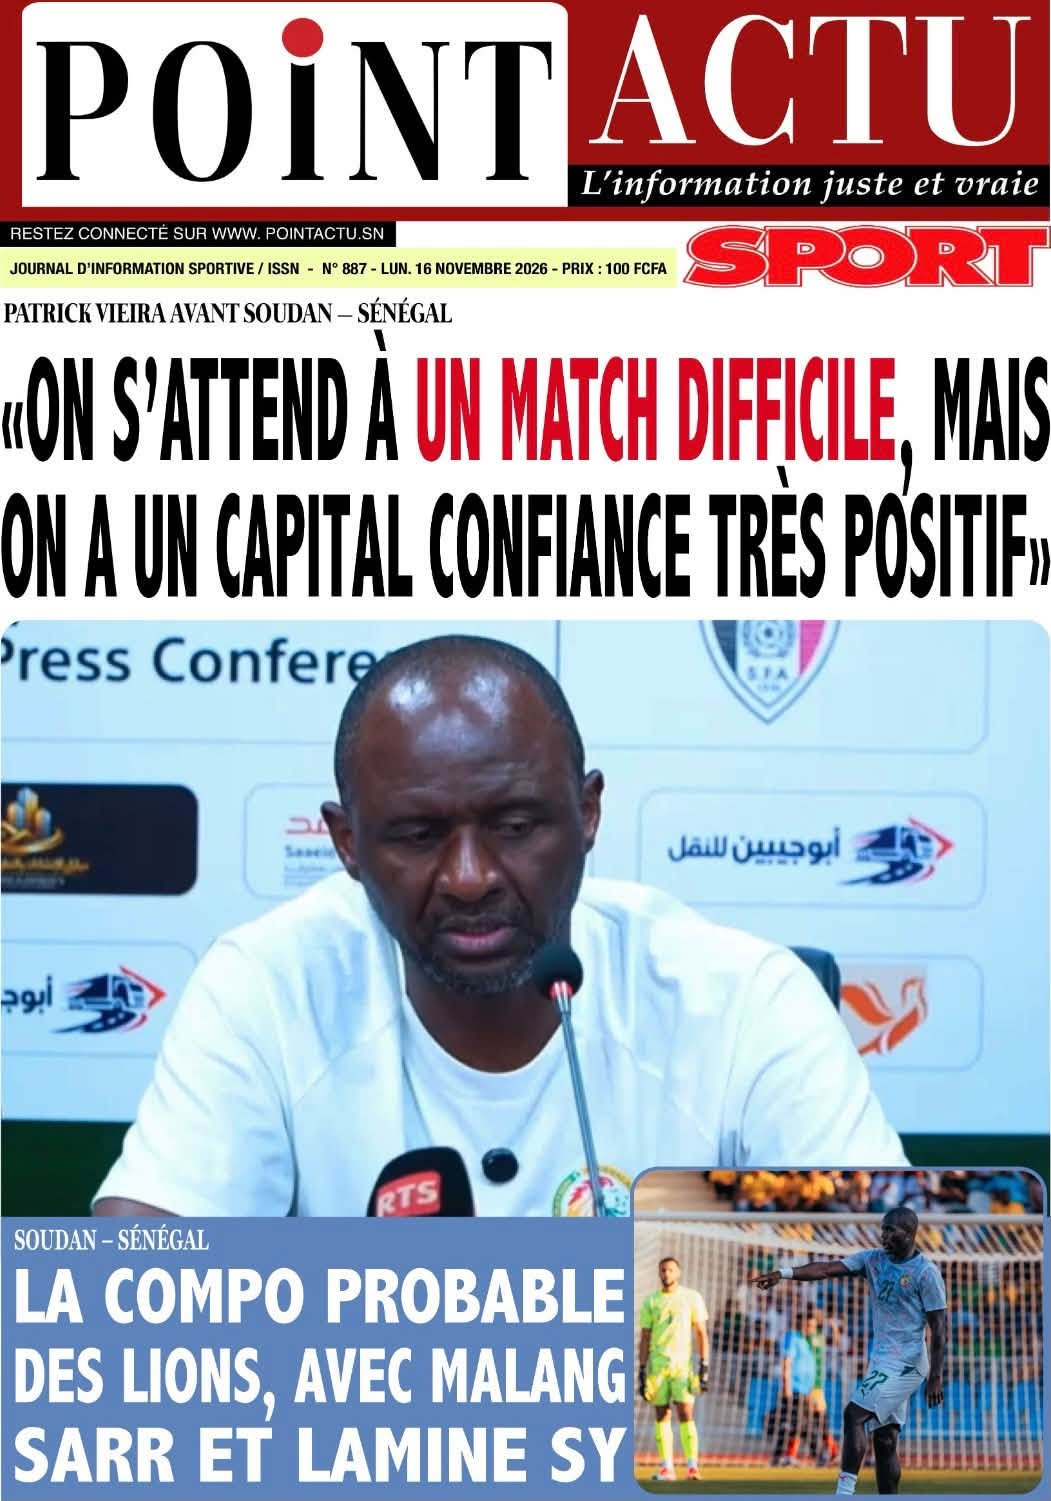 POINT
ACTU
L'information juste et vraie
RESTEZ CONNECTÉ SUR WWW. POINTACTU.SN
JOURNAL D'INFORMATION SPORTIVE / ISSN - N° 887 - LUN. 16 NOVEMBRE 2026 - PRIX : 100 FCFA
SPORT
PATRICK VIEIRA AVANT SOUDAN – SÉNÉGAL
«ON S'ATTEND À UN MATCH DIFFICILE, MAIS
ON A UN CAPITAL CONFIANCE TRÈS POSITIF»
Press Confere
S.F.A
أبوجبيين للنقل
أبوج
RTS
SOUDAN – SÉNÉGAL
LA COMPO PROBABLE
DES LIONS, AVEC MALANG
SARR ET LAMINE SY
27